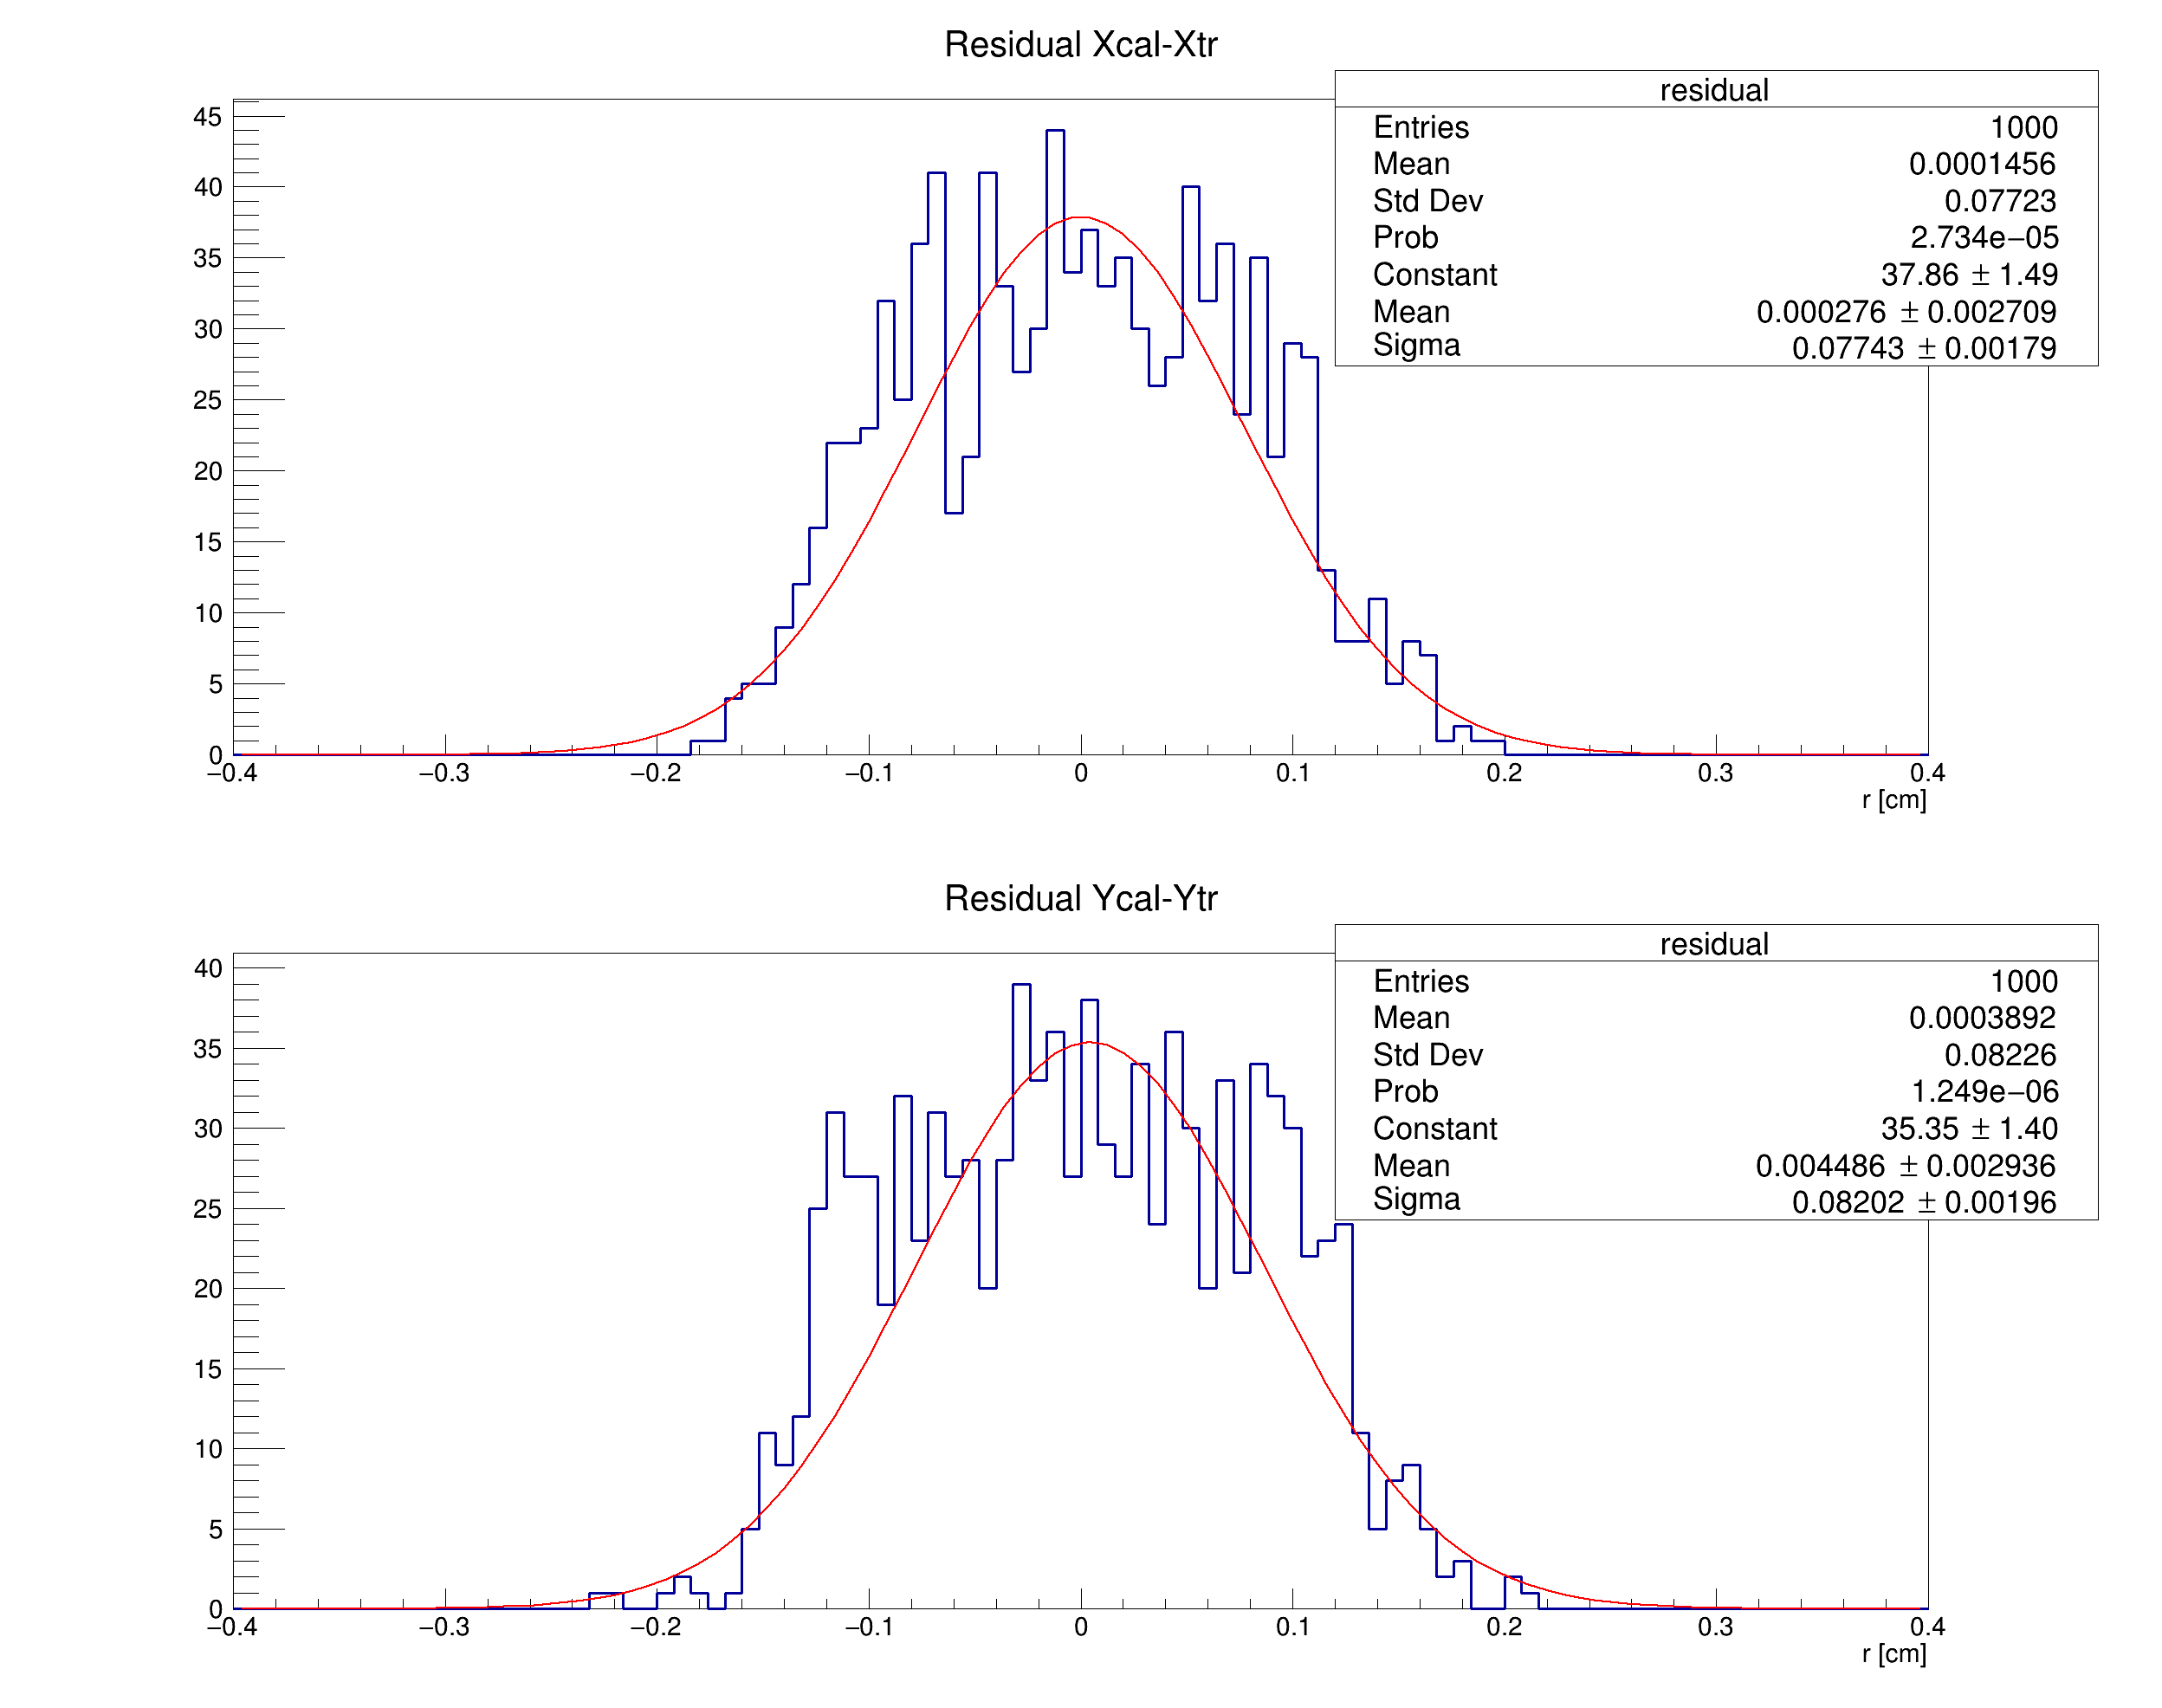 Residual Xcal-Xtr
residual
Entries 1000
Mean 0.0001456
Std Dev 0.07723
Prob 2.734e−05
Constant 37.86 ± 1.49
Mean 0.000276 ± 0.002709
Sigma 0.07743 ± 0.00179
45
40
35
30
25
20
15
10
5
0
−0.4 −0.3 −0.2 −0.1 0 0.1 0.2 0.3 0.4
r [cm]
Residual Ycal-Ytr
residual
Entries 1000
Mean 0.0003892
Std Dev 0.08226
Prob 1.249e−06
Constant 35.35 ± 1.40
Mean 0.004486 ± 0.002936
Sigma 0.08202 ± 0.00196
40
35
30
25
20
15
10
5
0
−0.4 −0.3 −0.2 −0.1 0 0.1 0.2 0.3 0.4
r [cm]